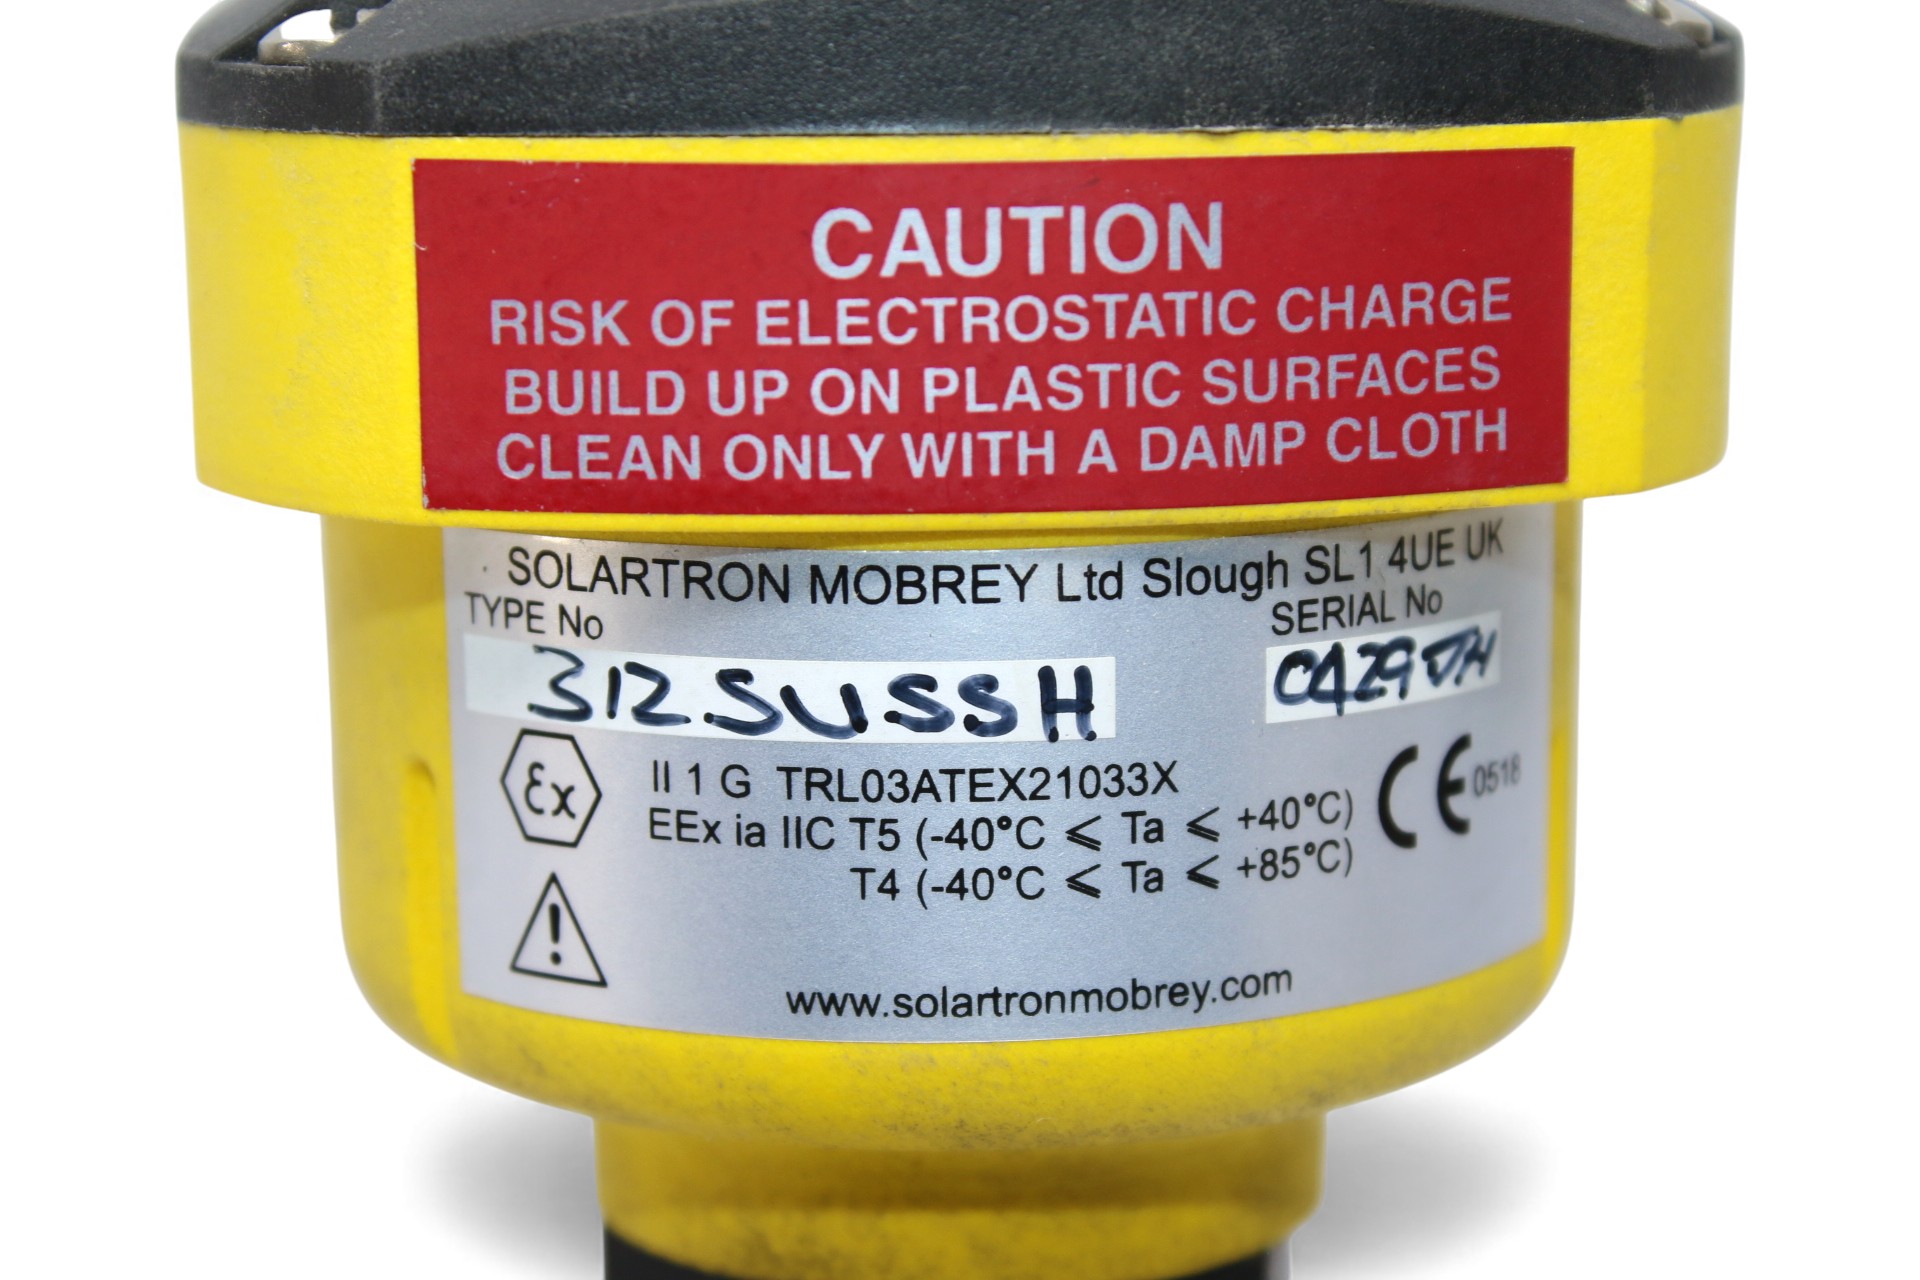 CAUTION
RISK OF ELECTROSTATIC CHARGE
BUILD UP ON PLASTIC SURFACES
CLEAN ONLY WITH A DAMP CLOTH
SOLARTRON MOBREY Ltd Slough SL1 4UE UK
TYPE No SERIAL No
312SUSSH
Ex II 1 G TRL03ATEX21033X
EEx ia IIC T5 (-40°C ⩽ Ta ⩽ +40°C) CE 0518
T4 (-40°C ⩽ Ta ⩽ +85°C)
www.solartronmobrey.com